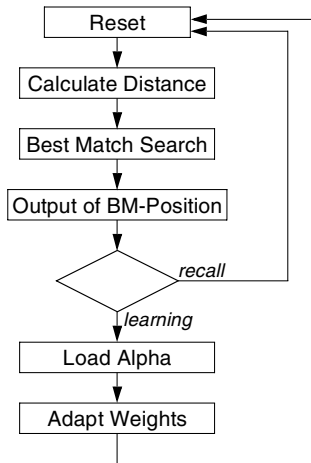 Reset
Calculate Distance
Best Match Search
Output of BM-Position
recall
learning
Load Alpha
Adapt Weights